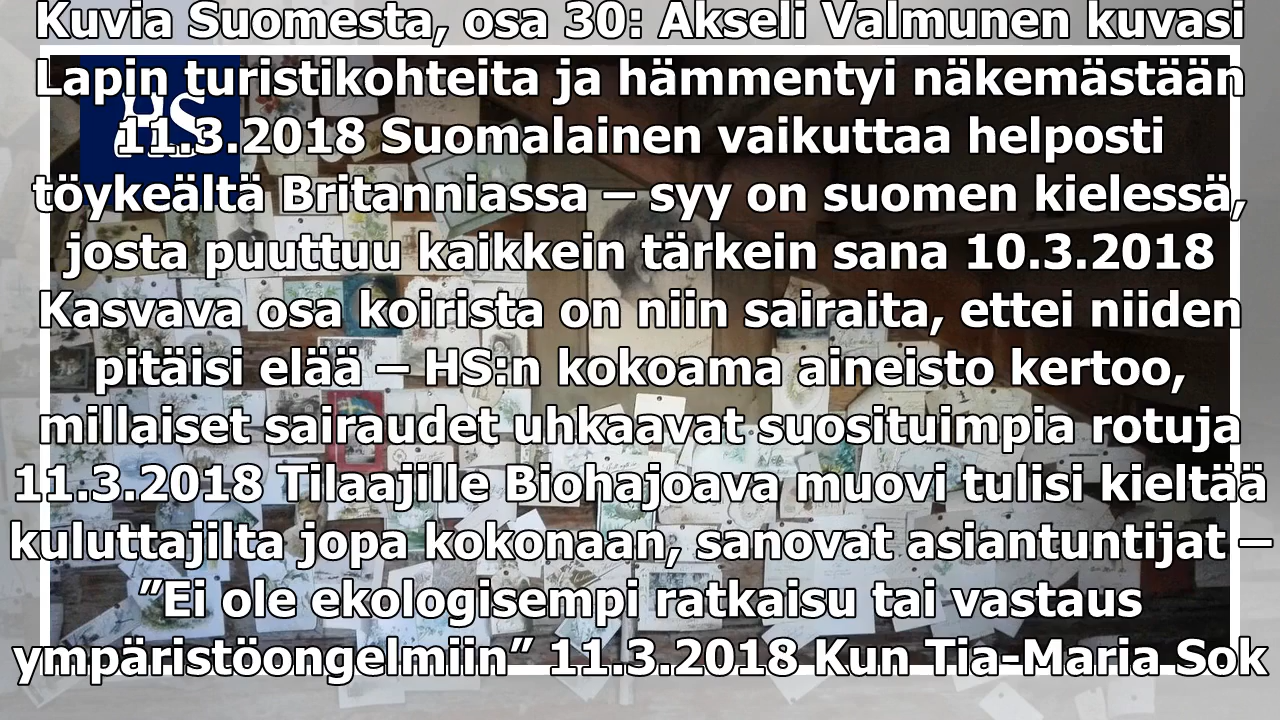 Kuvia Suomesta, osa 30: Akseli Valmunen kuvasi
Lapin turistikohteita ja hämmentyi näkemästään
11.3.2018 Suomalainen vaikuttaa helposti
töykeältä Britanniassa – syy on suomen kielessä,
josta puuttuu kaikkein tärkein sana 10.3.2018
Kasvava osa koirista on niin sairaita, ettei niiden
pitäisi elää – HS:n kokoama aineisto kertoo,
millaiset sairaudet uhkaavat suosituimpia rotuja
11.3.2018 Tilaajille Biohajoava muovi tulisi kieltää
kuluttajilta jopa kokonaan, sanovat asiantuntijat –
”Ei ole ekologisempi ratkaisu tai vastaus
ympäristöongelmiin” 11.3.2018 Kun Tia-Maria Sok
HS